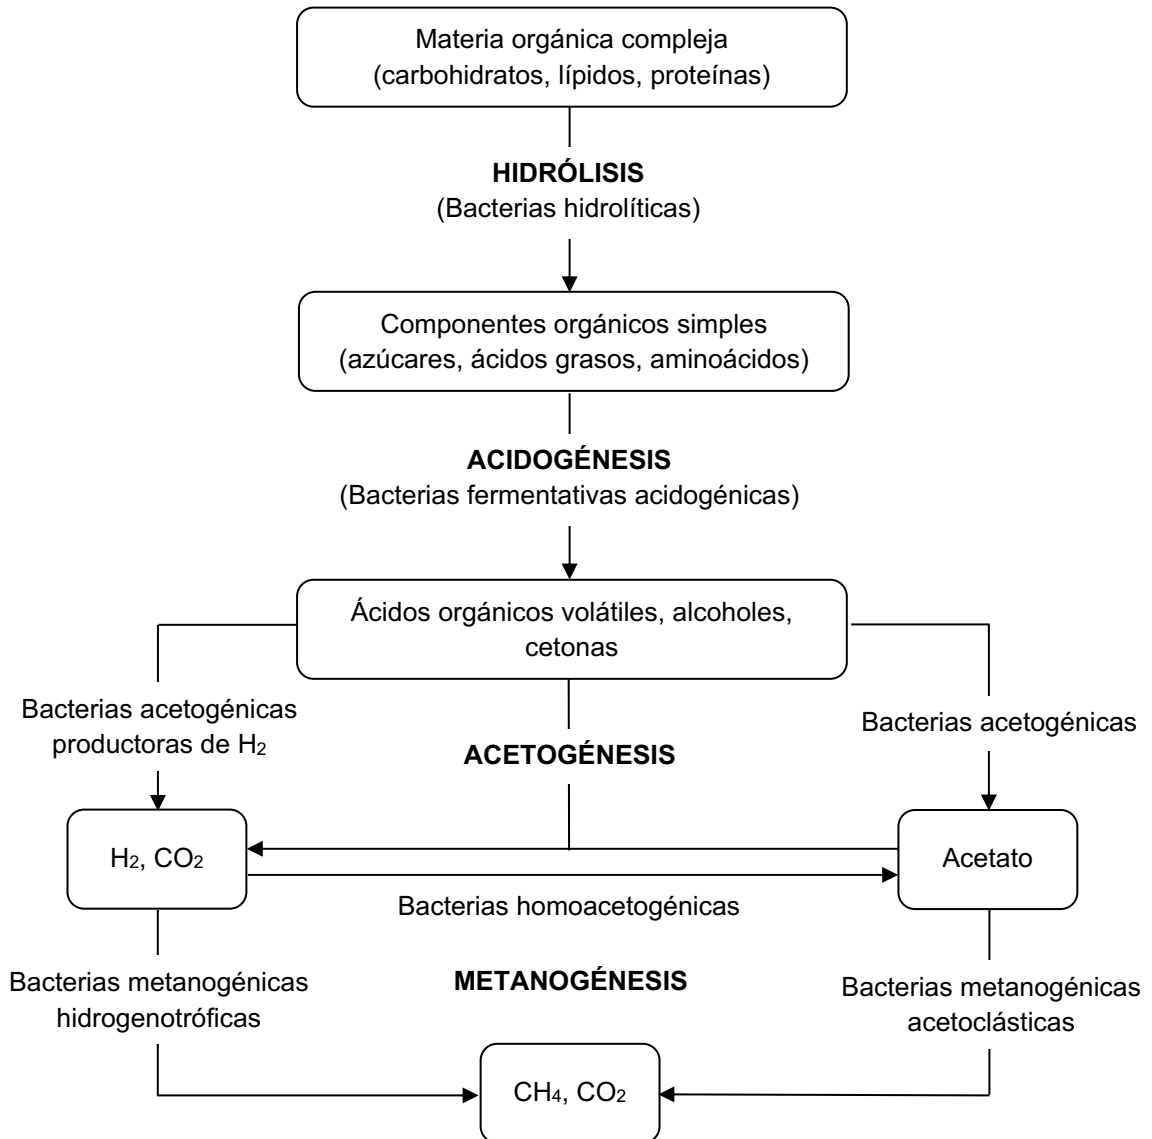 Materia orgánica compleja
(carbohidratos, lípidos, proteínas)
HIDRÓLISIS
(Bacterias hidrolíticas)
Componentes orgánicos simples
(azúcares, ácidos grasos, aminoácidos)
ACIDOGÉNESIS
(Bacterias fermentativas acidogénicas)
Ácidos orgánicos volátiles, alcoholes,
cetonas
Bacterias acetogénicas
productoras de H₂
ACETOGÉNESIS
Bacterias acetogénicas
H₂, CO₂
Acetato
Bacterias homoacetogénicas
Bacterias metanogénicas
hidrogenotróficas
METANOGÉNESIS
Bacterias metanogénicas
acetoclásticas
CH₄, CO₂